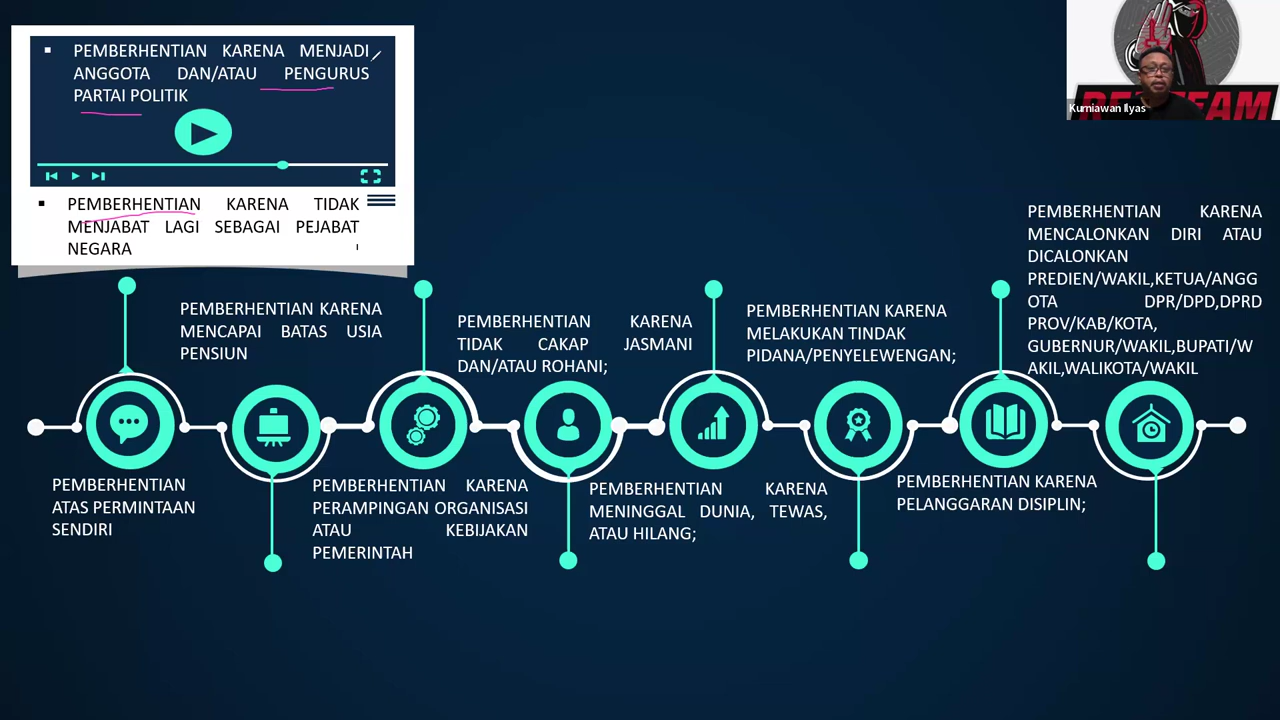 PEMBERHENTIAN KARENA MENJADI
ANGGOTA DAN/ATAU PENGURUS
PARTAI POLITIK
PEMBERHENTIAN KARENA TIDAK
MENJABAT LAGI SEBAGAI PEJABAT
NEGARA
Kurniawan Ilyas
PEMBERHENTIAN KARENA
MENCAPAI BATAS USIA
PENSIUN
PEMBERHENTIAN KARENA
TIDAK CAKAP JASMANI
DAN/ATAU ROHANI;
PEMBERHENTIAN KARENA
MELAKUKAN TINDAK
PIDANA/PENYELEWENGAN;
PEMBERHENTIAN KARENA
MENCALONKAN DIRI ATAU
DICALONKAN
PREDIEN/WAKIL,KETUA/ANGG
OTA DPR/DPD,DPRD
PROV/KAB/KOTA,
GUBERNUR/WAKIL,BUPATI/W
AKIL,WALIKOTA/WAKIL
PEMBERHENTIAN
ATAS PERMINTAAN
SENDIRI
PEMBERHENTIAN KARENA
PERAMPINGAN ORGANISASI
ATAU KEBIJAKAN
PEMERINTAH
PEMBERHENTIAN KARENA
MENINGGAL DUNIA, TEWAS,
ATAU HILANG;
PEMBERHENTIAN KARENA
PELANGGARAN DISIPLIN;